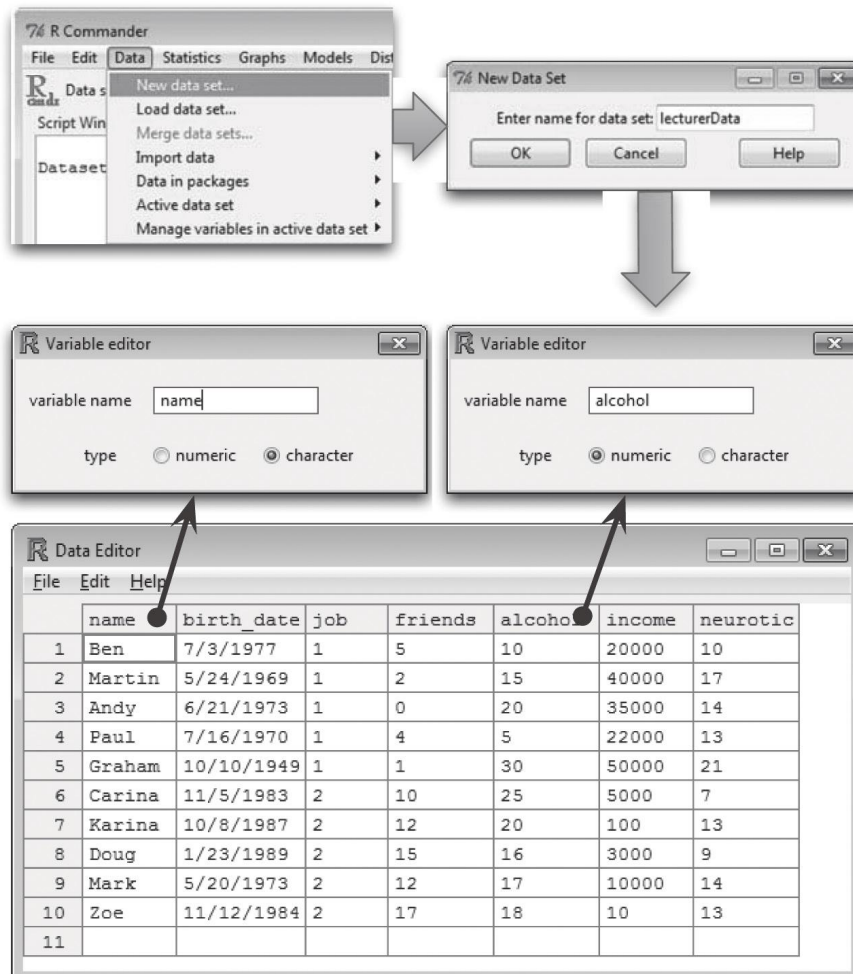 R Commander
File Edit Data Statistics Graphs Models Dist
R cmdr Data s
New data set...
Load data set...
Script Win
Merge data sets...
Import data
Dataset
Data in packages
Active data set
Manage variables in active data set
New Data Set
Enter name for data set: lecturerData
OK Cancel Help
R Variable editor
variable name name
type numeric character
R Variable editor
variable name alcohol
type numeric character
R Data Editor
File Edit Help
name birth_date job friends alcohol income neurotic
1 Ben 7/3/1977 1 5 10 20000 10
2 Martin 5/24/1969 1 2 15 40000 17
3 Andy 6/21/1973 1 0 20 35000 14
4 Paul 7/16/1970 1 4 5 22000 13
5 Graham 10/10/1949 1 1 30 50000 21
6 Carina 11/5/1983 2 10 25 5000 7
7 Karina 10/8/1987 2 12 20 100 13
8 Doug 1/23/1989 2 15 16 3000 9
9 Mark 5/20/1973 2 12 17 10000 14
10 Zoe 11/12/1984 2 17 18 10 13
11